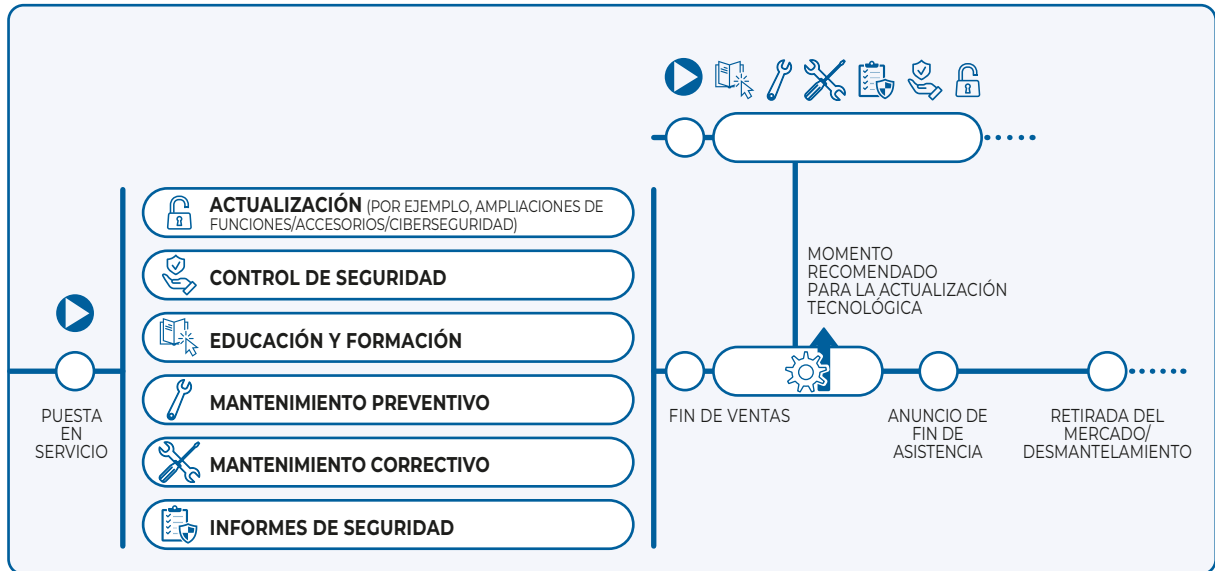 ACTUALIZACIÓN (POR EJEMPLO, AMPLIACIONES DE
FUNCIONES/ACCESORIOS/CIBERSEGURIDAD)
CONTROL DE SEGURIDAD
EDUCACIÓN Y FORMACIÓN
MANTENIMIENTO PREVENTIVO
MANTENIMIENTO CORRECTIVO
INFORMES DE SEGURIDAD
PUESTA
EN
SERVICIO
MOMENTO
RECOMENDADO
PARA LA ACTUALIZACIÓN
TECNOLÓGICA
FIN DE VENTAS
ANUNCIO DE
FIN DE
ASISTENCIA
RETIRADA DEL
MERCADO/
DESMANTELAMIENTO